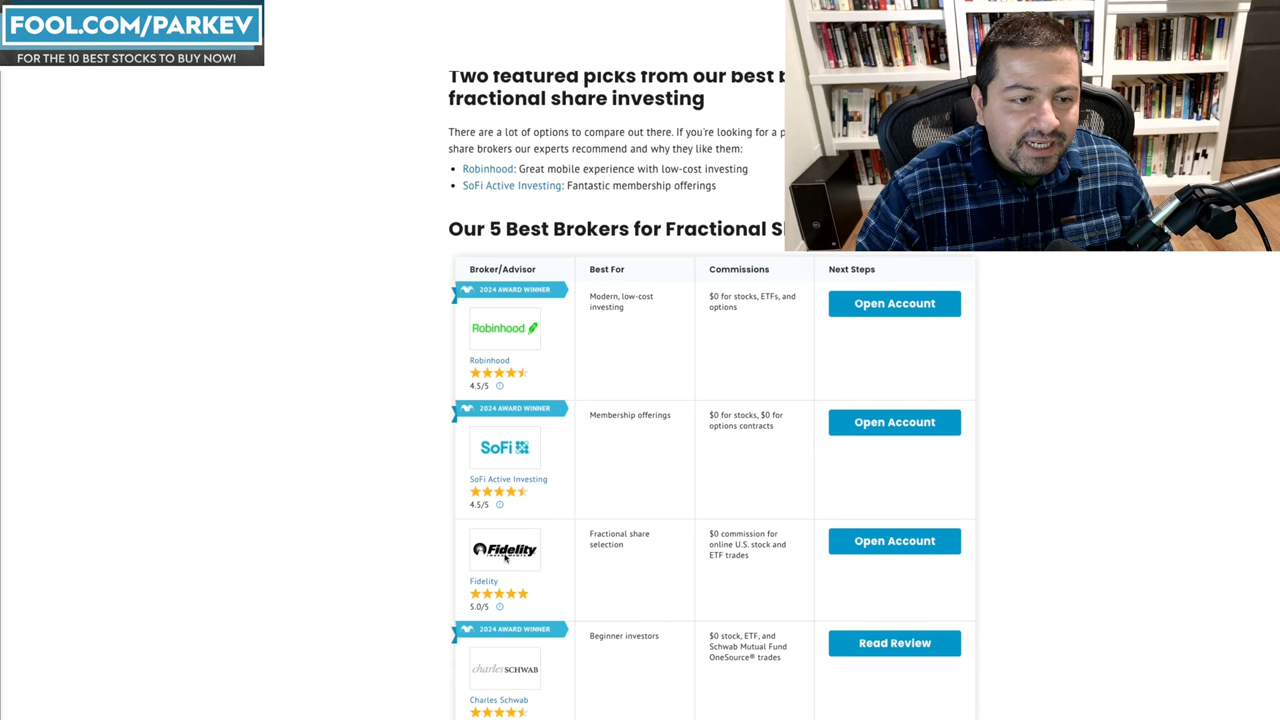 FOOL.COM/PARKEV
FOR THE 10 BEST STOCKS TO BUY NOW!
Two featured picks from our best
fractional share investing
There are a lot of options to compare out there. If you're looking for a
share brokers our experts recommend and why they like them:
• Robinhood: Great mobile experience with low-cost investing
• SoFi Active Investing: Fantastic membership offerings
Our 5 Best Brokers for Fractional
Broker/Advisor
Best For
Commissions
Next Steps
2024 AWARD WINNER
Robinhood
Robinhood
4.5/5
Modern, low-cost
investing
$0 for stocks, ETFs, and
options
Open Account
2024 AWARD WINNER
SoFi
SoFi Active Investing
4.5/5
Membership offerings
$0 for stocks, $0 for
options contracts
Open Account
Fidelity
Fidelity
5.0/5
Fractional share
selection
$0 commission for
online U.S. stock and
ETF trades
Open Account
2024 AWARD WINNER
charles SCHWAB
Charles Schwab
Beginner investors
$0 stock, ETF, and
Schwab Mutual Fund
OneSource® trades
Read Review